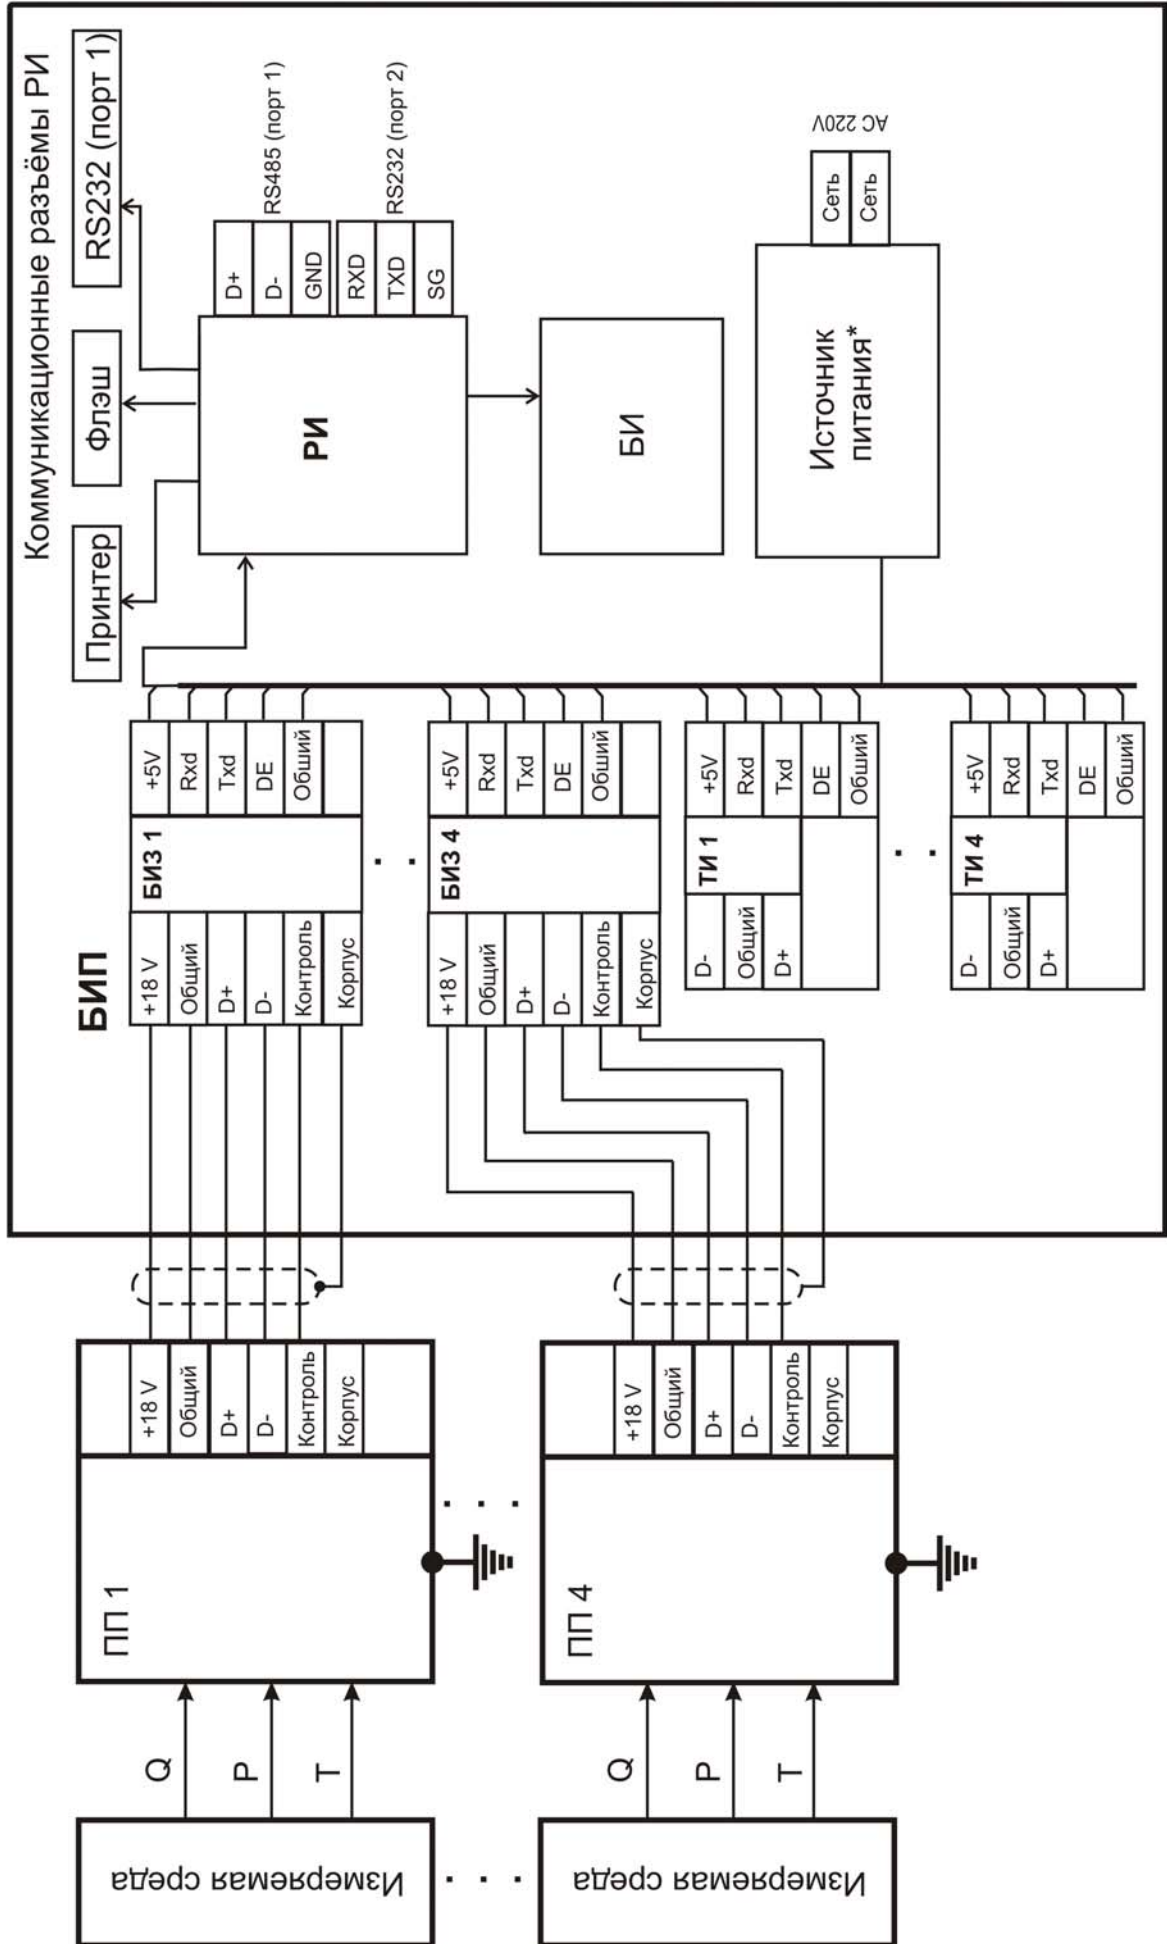 Коммуникационные разъёмы РИ
Принтер
Флэш
RS232 (порт 1)
D+
D-
GND
RS485 (порт 1)
RXD
TXD
SG
RS232 (порт 2)
РИ
БИ
Источник
питания*
Сеть
Сеть
AC 220V
БИП
+18 V
Общий
D+
D-
Контроль
Корпус
БИЗ 1
+5V
Rxd
Txd
DE
Обший
. .
+18 V
Общий
D+
D-
Контроль
Корпус
БИЗ 4
+5V
Rxd
Txd
DE
Обший
D-
Общий
D+
ТИ 1
+5V
Rxd
Txd
DE
Обший
. .
D-
Общий
D+
ТИ 4
+5V
Rxd
Txd
DE
Обший
Измеряемая среда
Q
P
T
ПП 1
+18 V
Общий
D+
D-
Контроль
Корпус
. . .
. . .
Измеряемая среда
Q
P
T
ПП 4
+18 V
Общий
D+
D-
Контроль
Корпус